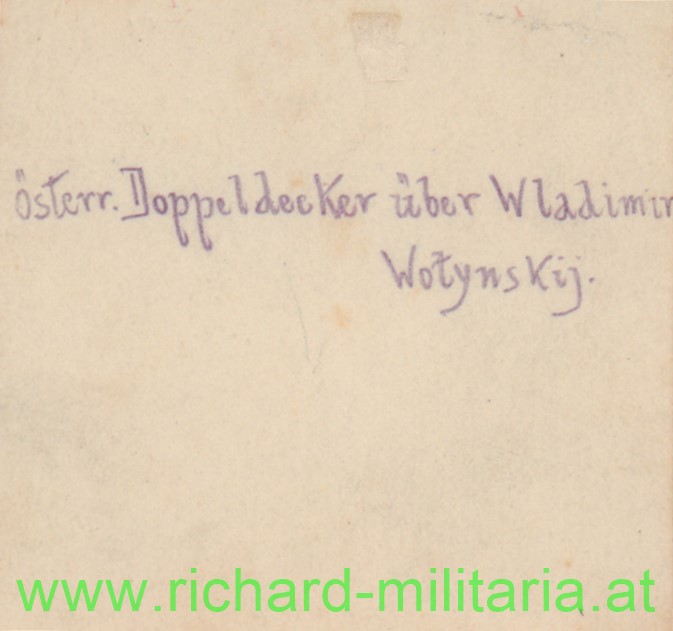 österr. Doppeldecker über Wladimir
Wołynskij.
www.richard-militaria.at